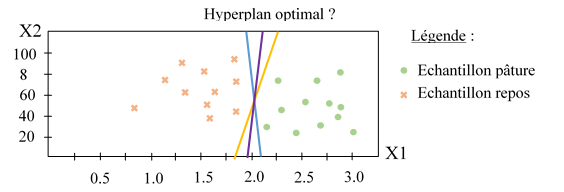 Hyperplan optimal ?
X2
100
8
60
40
20
0.5 1.0 1.5 2.0 2.5 3.0
X1
Légende :
Echantillon pâture
Echantillon repos